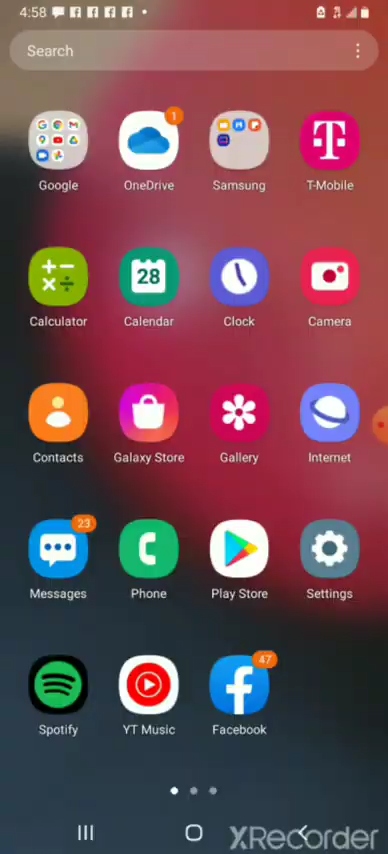 4:58
Search
1
Google OneDrive Samsung T-Mobile
28
Calculator Calendar Clock Camera
Contacts Galaxy Store Gallery Internet
23
Messages Phone Play Store Settings
47
Spotify YT Music Facebook
XRecorder